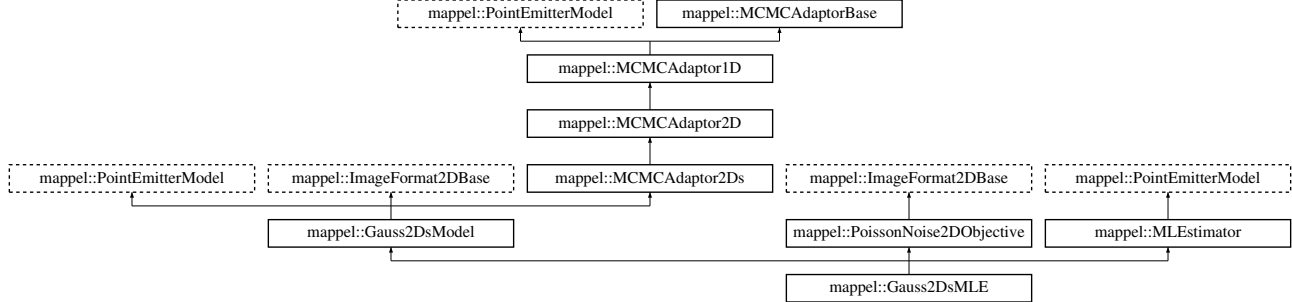 mappel::PointEmitterModel
mappel::MCMCAdaptorBase
mappel::MCMCAdaptor1D
mappel::MCMCAdaptor2D
mappel::PointEmitterModel
mappel::ImageFormat2DBase
mappel::MCMCAdaptor2Ds
mappel::ImageFormat2DBase
mappel::PointEmitterModel
mappel::Gauss2DsModel
mappel::PoissonNoise2DObjective
mappel::MLEstimator
mappel::Gauss2DsMLE